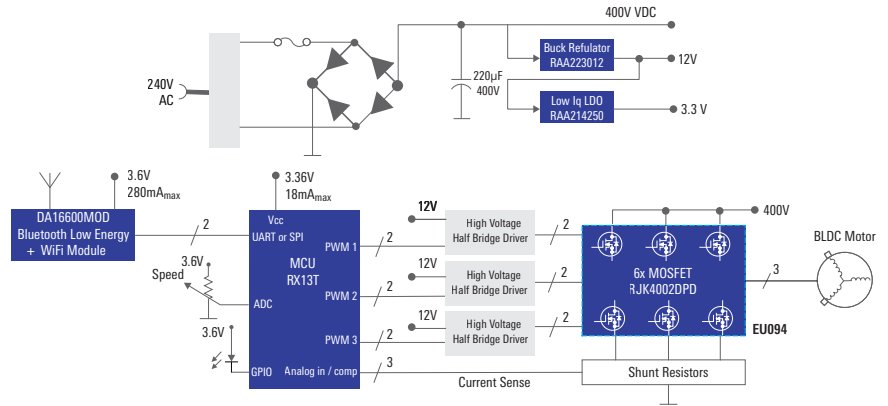 400V VDC
Buck Refulator
RAA223012
12V
240V
AC
220µF
400V
Low Iq LDO
RAA214250
3.3 V
3.6V
280mAmax
3.36V
18mAmax
DA16600MOD
Bluetooth Low Energy
+ WiFi Module
2
Vcc
UART or SPI
MCU
RX13T
PWM 1
2
12V
High Voltage
Half Bridge Driver
2
400V
BLDC Motor
3.6V
Speed
ADC
PWM 2
2
12V
High Voltage
Half Bridge Driver
2
6x MOSFET
RJK4002DPD
3
3.6V
GPIO
PWM 3
2
12V
High Voltage
Half Bridge Driver
2
EU094
Analog in / comp
3
Current Sense
Shunt Resistors